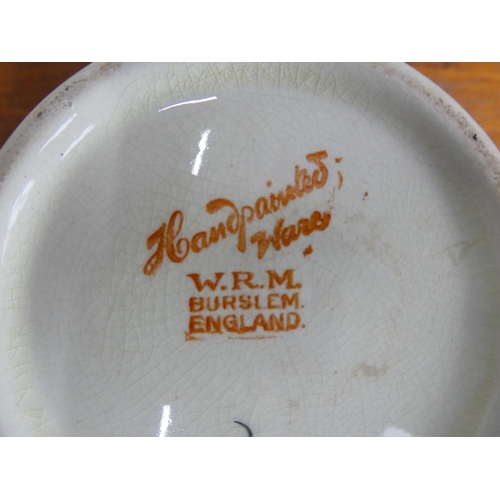 Handpainted
Ware
W.R.M.
BURSLEM.
ENGLAND.